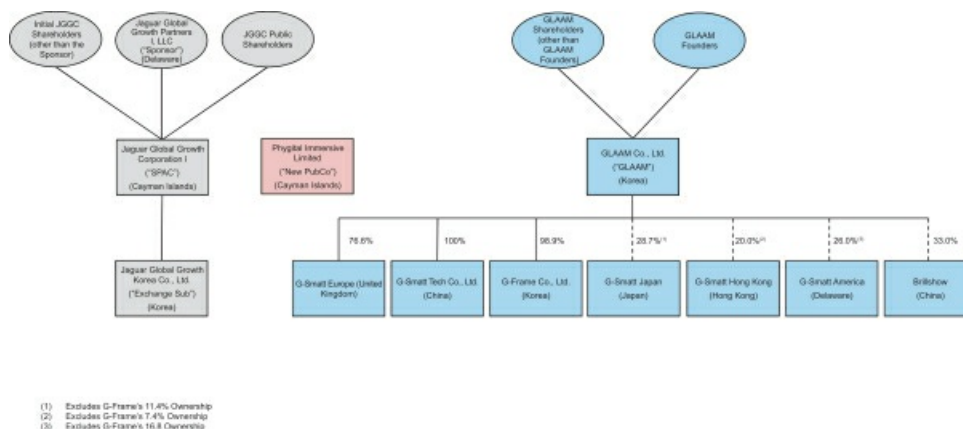 Initial JGGC
Shareholders
(other than the
Sponsor)
Jaguar Global
Growth Partners
I, LLC
("Sponsor")
(Delaware)
JGGC Public
Shareholders
GLAAM
Shareholders
(other than
GLAAM
Founders)
GLAAM
Founders
Jaguar Global Growth
Corporation I
("SPAC")
(Cayman Islands)
Phygital Immersive
Limited
("New PubCo")
(Cayman Islands)
GLAAM Co., Ltd.
("GLAAM")
(Korea)
76.6%
100%
98.9%
28.7%(1)
20.0%(2)
26.0%(3)
33.0%
Jaguar Global Growth
Korea Co., Ltd.
("Exchange Sub")
(Korea)
G-Smatt Europe (United
Kingdom)
G-Smatt Tech Co., Ltd.
(China)
G-Frame Co., Ltd.
(Korea)
G-Smatt Japan
(Japan)
G-Smatt Hong Kong
(Hong Kong)
G-Smatt America
(Delaware)
Brillshow
(China)
(1) Excludes G-Frame's 11.4% Ownership
(2) Excludes G-Frame's 7.4% Ownership
(3) Excludes G-Frame's 16.8 Ownership